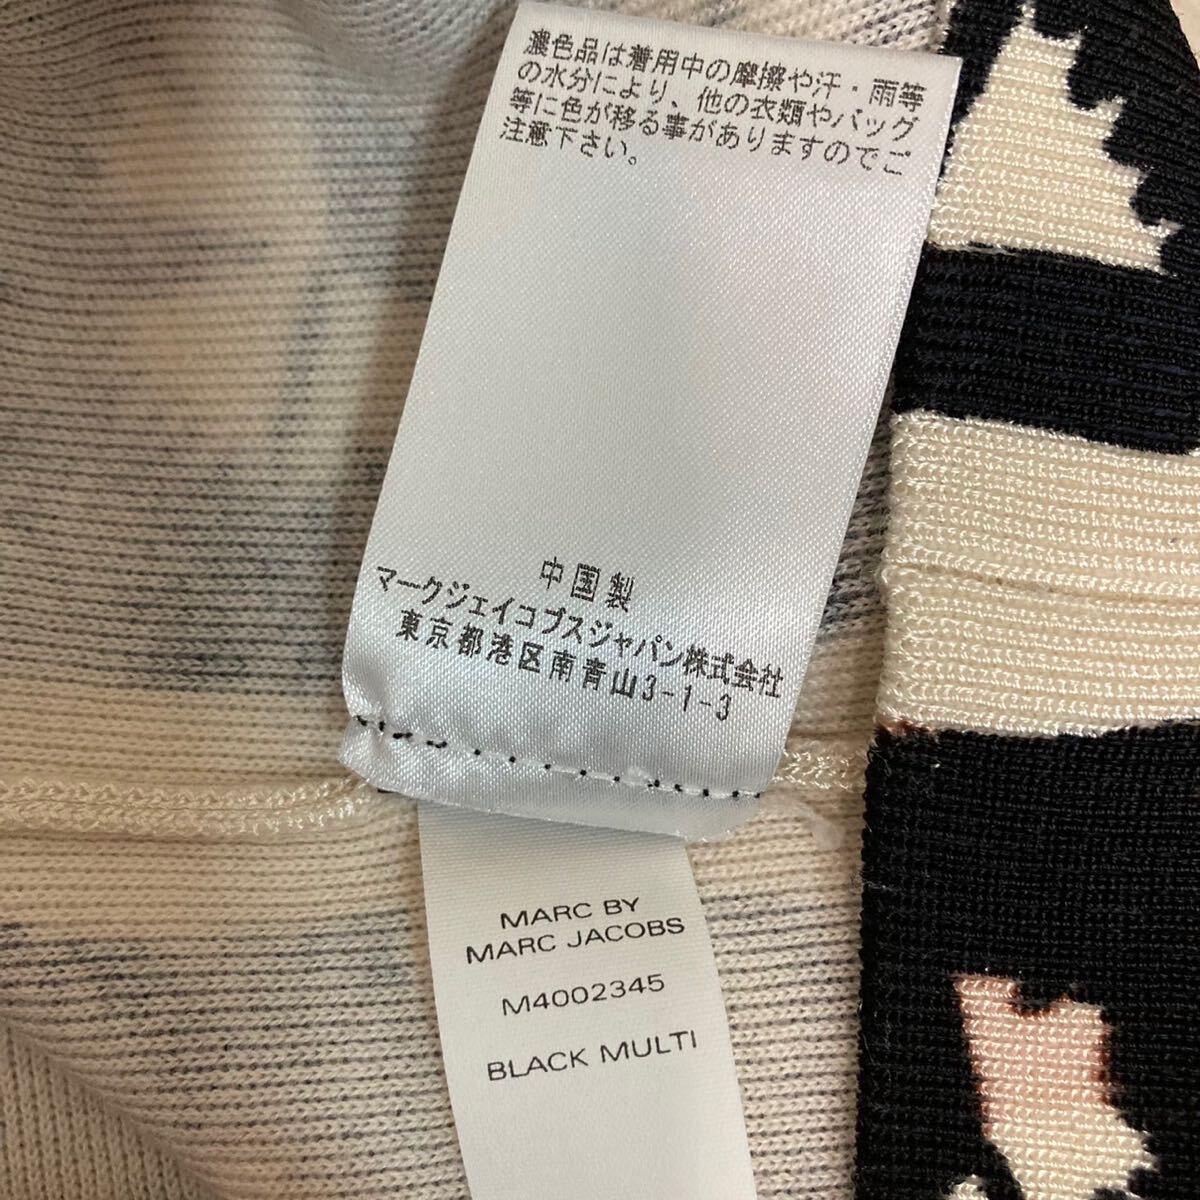 濃色品は着用中の摩擦や汗・雨等
の水分により、他の衣類やバッグ
等に色が移る事がありますのでご
注意下さい。
中国製
マークジェイコブスジャパン株式会社
東京都港区南青山3-1-3
MARC BY
MARC JACOBS
M4002345
BLACK MULTI